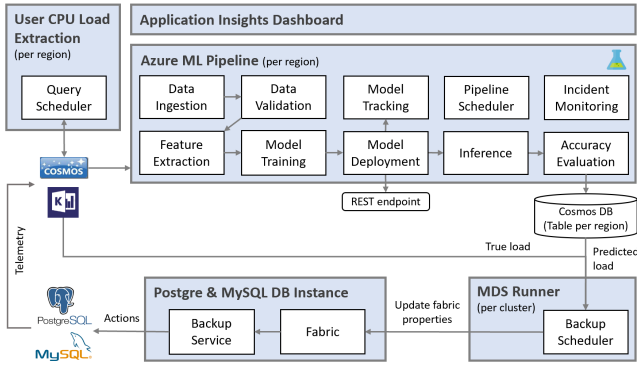 User CPU Load
Extraction
(per region)
Query
Scheduler
Application Insights Dashboard
Azure ML Pipeline (per region)
Data
Ingestion
Data
Validation
Model
Tracking
Pipeline
Scheduler
Incident
Monitoring
Feature
Extraction
Model
Training
Model
Deployment
Inference
Accuracy
Evaluation
COSMOS
K
REST endpoint
Cosmos DB
(Table per region)
True load
Predicted
load
Telemetry
PostgreSQL
MySQL
Actions
Postgre & MySQL DB Instance
Backup
Service
Fabric
Update fabric
properties
MDS Runner
(per cluster)
Backup
Scheduler